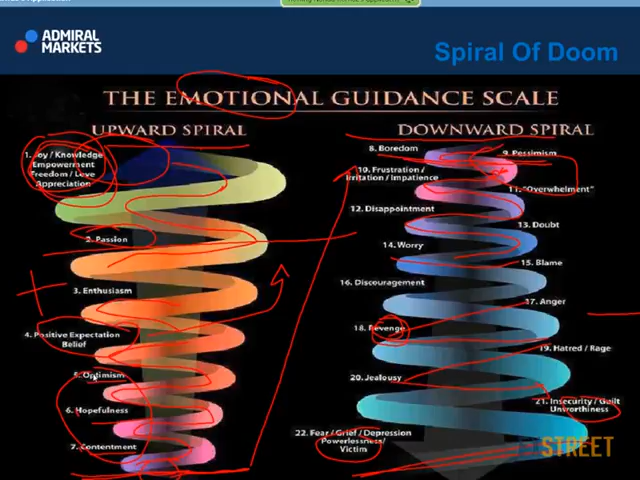 ADMIRAL
MARKETS
Spiral Of Doom
THE EMOTIONAL GUIDANCE SCALE
UPWARD SPIRAL
DOWNWARD SPIRAL
1. Joy / Knowledge
Empowerment
Freedom / Love
Appreciation
2. Passion
3. Enthusiasm
4. Positive Expectation
Belief
5. Optimism
6. Hopefulness
7. Contentment
8. Boredom
9. Pessimism
10. Frustration /
Irritation / Impatience
11. "Overwhelment"
12. Disappointment
13. Doubt
14. Worry
15. Blame
16. Discouragement
17. Anger
18. Revenge
19. Hatred / Rage
20. Jealousy
21. Insecurity / Guilt
Unworthiness
22. Fear / Grief / Depression
Powerlessness/
Victim
STREET